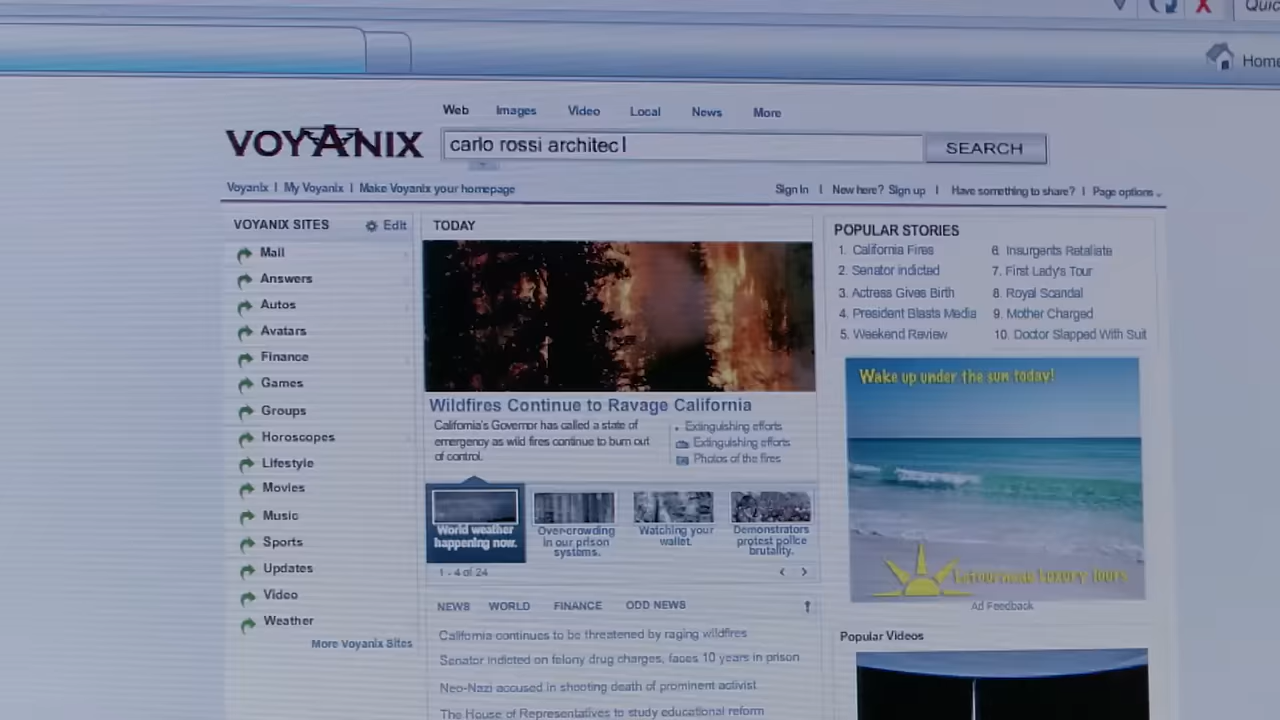 Quic
Home
Web Images Video Local News More
VOYANIX
carlo rossi architec
SEARCH
Voyanix | My Voyanix | Make Voyanix your homepage
Sign In | New here? Sign up | Have something to share? | Page options
VOYANIX SITES Edit
Mail
Answers
Autos
Avatars
Finance
Games
Groups
Horoscopes
Lifestyle
Movies
Music
Sports
Updates
Video
Weather
More Voyanix Sites
TODAY
Wildfires Continue to Ravage California
California's Governor has called a state of
emergency as wild fires continue to burn out
of control.
Extinguishing efforts
Extinguishing efforts
Photos of the fires
World weather
happening now.
Over-crowding
in our prison
systems.
Watching your
wallet.
Demonstrators
protest police
brutality.
1 - 4 of 24
NEWS WORLD FINANCE ODD NEWS
California continues to be threatened by raging wildfires
Senator indicted on felony drug charges, faces 10 years in prison
Neo-Nazi accused in shooting death of prominent activist
The House of Representatives to study educational reform
POPULAR STORIES
1. California Fires
2. Senator indicted
3. Actress Gives Birth
4. President Blasts Media
5. Weekend Review
6. Insurgents Retaliate
7. First Lady's Tour
8. Royal Scandal
9. Mother Charged
10. Doctor Slapped With Suit
Wake up under the sun today!
Luxury Tours
Ad Feedback
Popular Videos